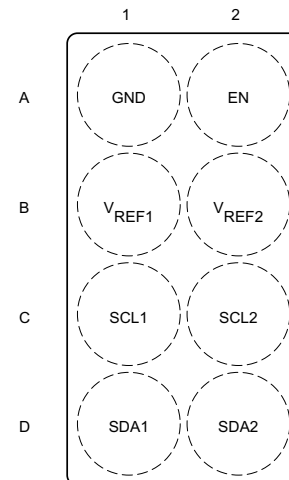 1 2
A GND EN
B VREF1 VREF2
C SCL1 SCL2
D SDA1 SDA2